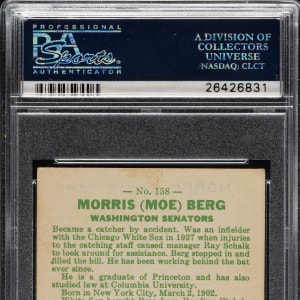 PROFESSIONAL
PSA
Sports
AUTHENTICATOR
A DIVISION OF
COLLECTORS
UNIVERSE
NASDAQ: CLCT
26426831
— No. 158 —
MORRIS (MOE) BERG
WASHINGTON SENATORS
Became a catcher by accident. Was an infielder
with the Chicago White Sox in 1927 when injuries
to the catching staff caused manager Ray Schalk
to look around for assistance. Berg stepped in and
filled the bill. He has been working behind the bat
ever since.
He is a graduate of Princeton and has also
studied law at Columbia University.
Born in New York City, March 2, 1902.